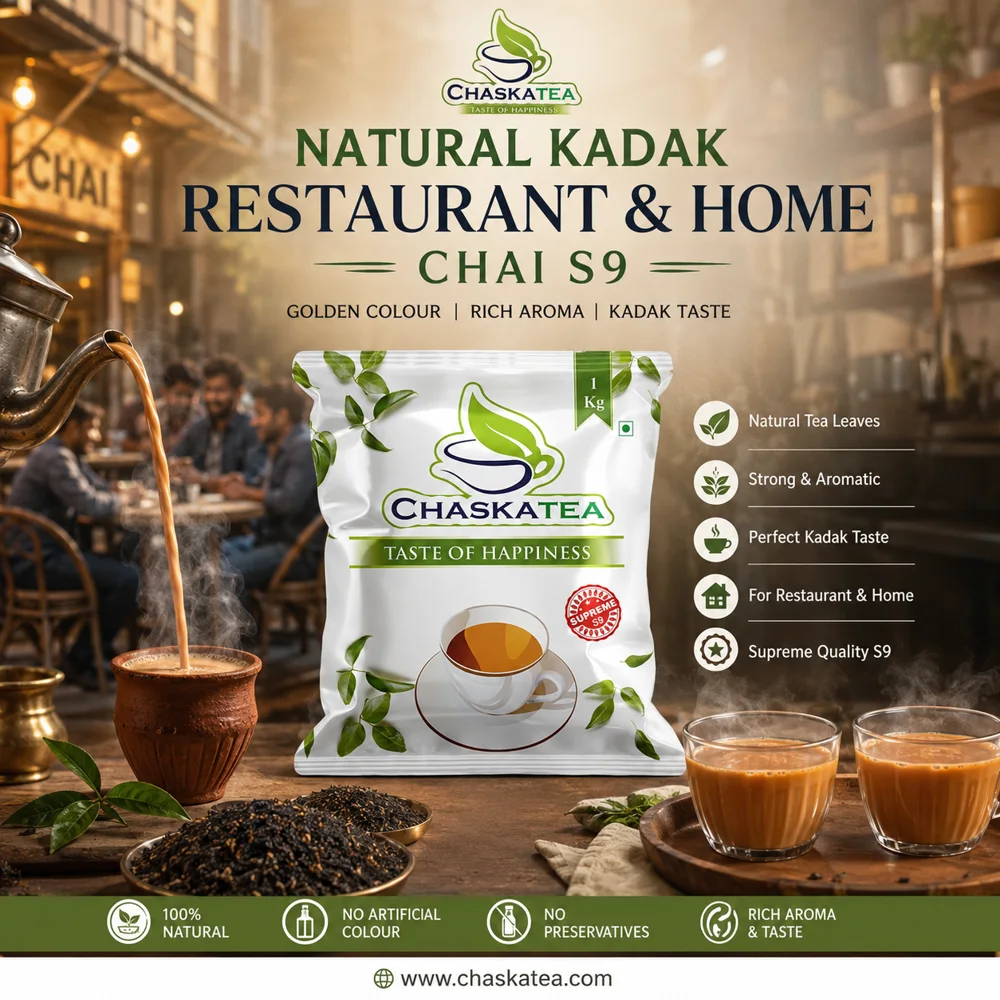 CHASKATEA
TASTE OF HAPPINESS
NATURAL KADAK
RESTAURANT & HOME
CHAI S9
GOLDEN COLOUR | RICH AROMA | KADAK TASTE
CHAI
1
Kg
CHASKATEA
TASTE OF HAPPINESS
SUPREME
S9
Natural Tea Leaves
Strong & Aromatic
Perfect Kadak Taste
For Restaurant & Home
Supreme Quality S9
100%
NATURAL
NO ARTIFICIAL
COLOUR
NO
PRESERVATIVES
RICH AROMA
& TASTE
www.chaskatea.com